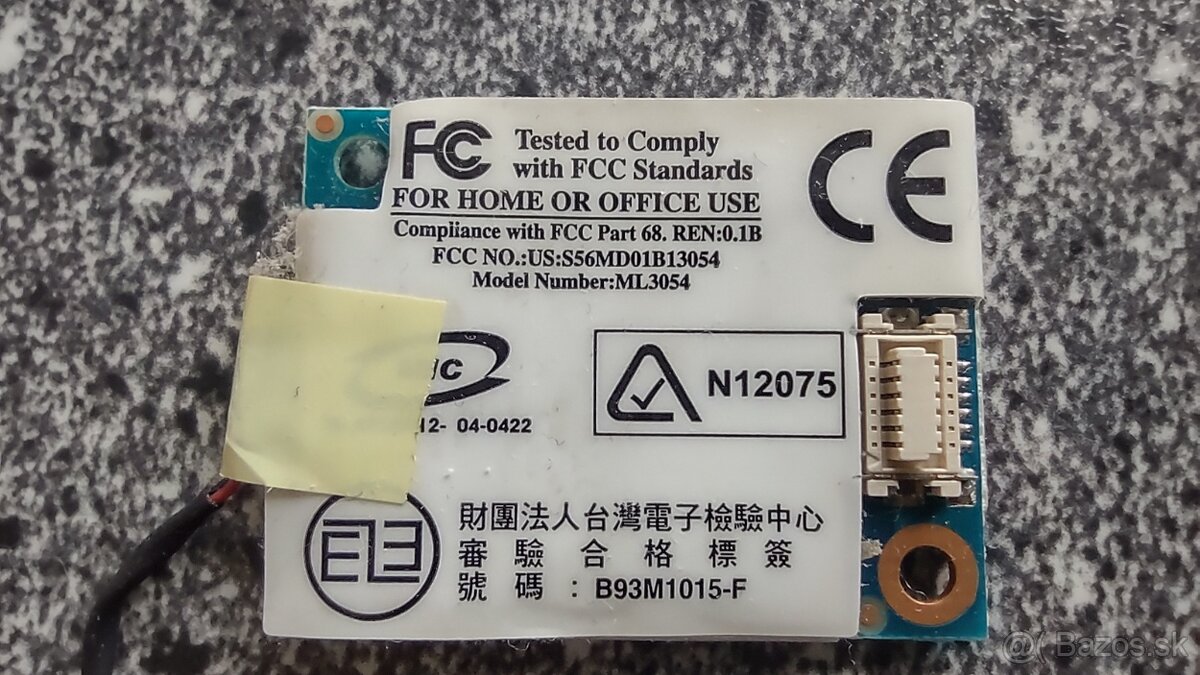 FCC Tested to Comply
with FCC Standards
FOR HOME OR OFFICE USE
Compliance with FCC Part 68. REN:0.1B
FCC NO.:US:S56MD01B13054
Model Number:ML3054
CE
N12075
12- 04-0422
財團法人台灣電子檢驗中心
審驗合格標簽
號碼：B93M1015-F
@( Bazos.sk